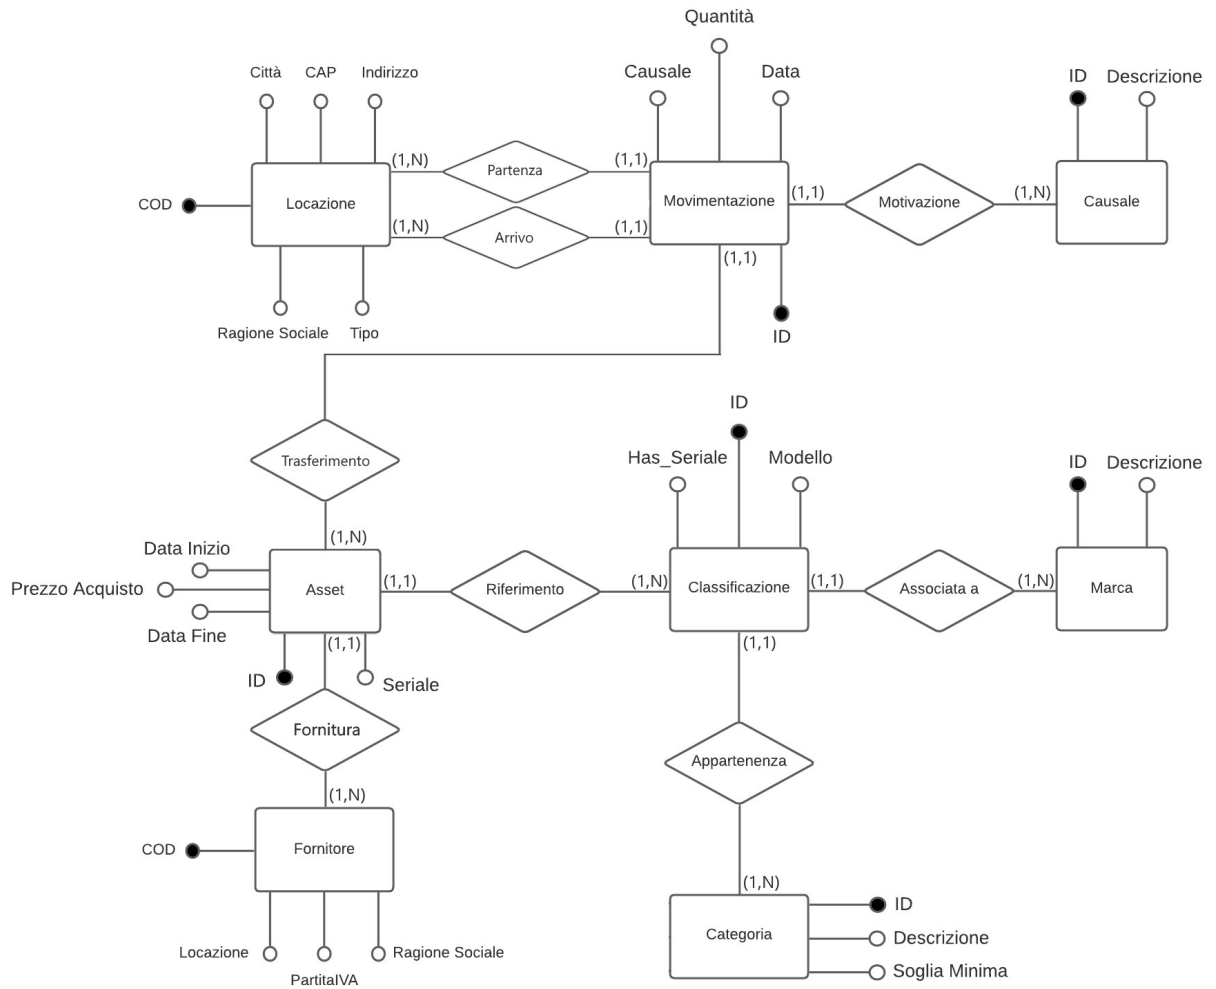 Quantità
Città
CAP
Indirizzo
Causale
Data
ID
Descrizione
(1,N)
Partenza
(1,1)
COD
Locazione
Movimentazione
(1,1)
Motivazione
(1,N)
Causale
(1,N)
Arrivo
(1,1)
(1,1)
Ragione Sociale
Tipo
ID
ID
Trasferimento
Has_Seriale
Modello
ID
Descrizione
(1,N)
Data Inizio
Prezzo Acquisto
Data Fine
Asset
(1,1)
Riferimento
(1,N)
Classificazione
(1,1)
Associata a
(1,N)
Marca
(1,1)
(1,1)
ID
Seriale
Fornitura
Appartenenza
(1,N)
COD
Fornitore
(1,N)
Categoria
ID
Descrizione
Soglia Minima
Locazione
PartitaIVA
Ragione Sociale